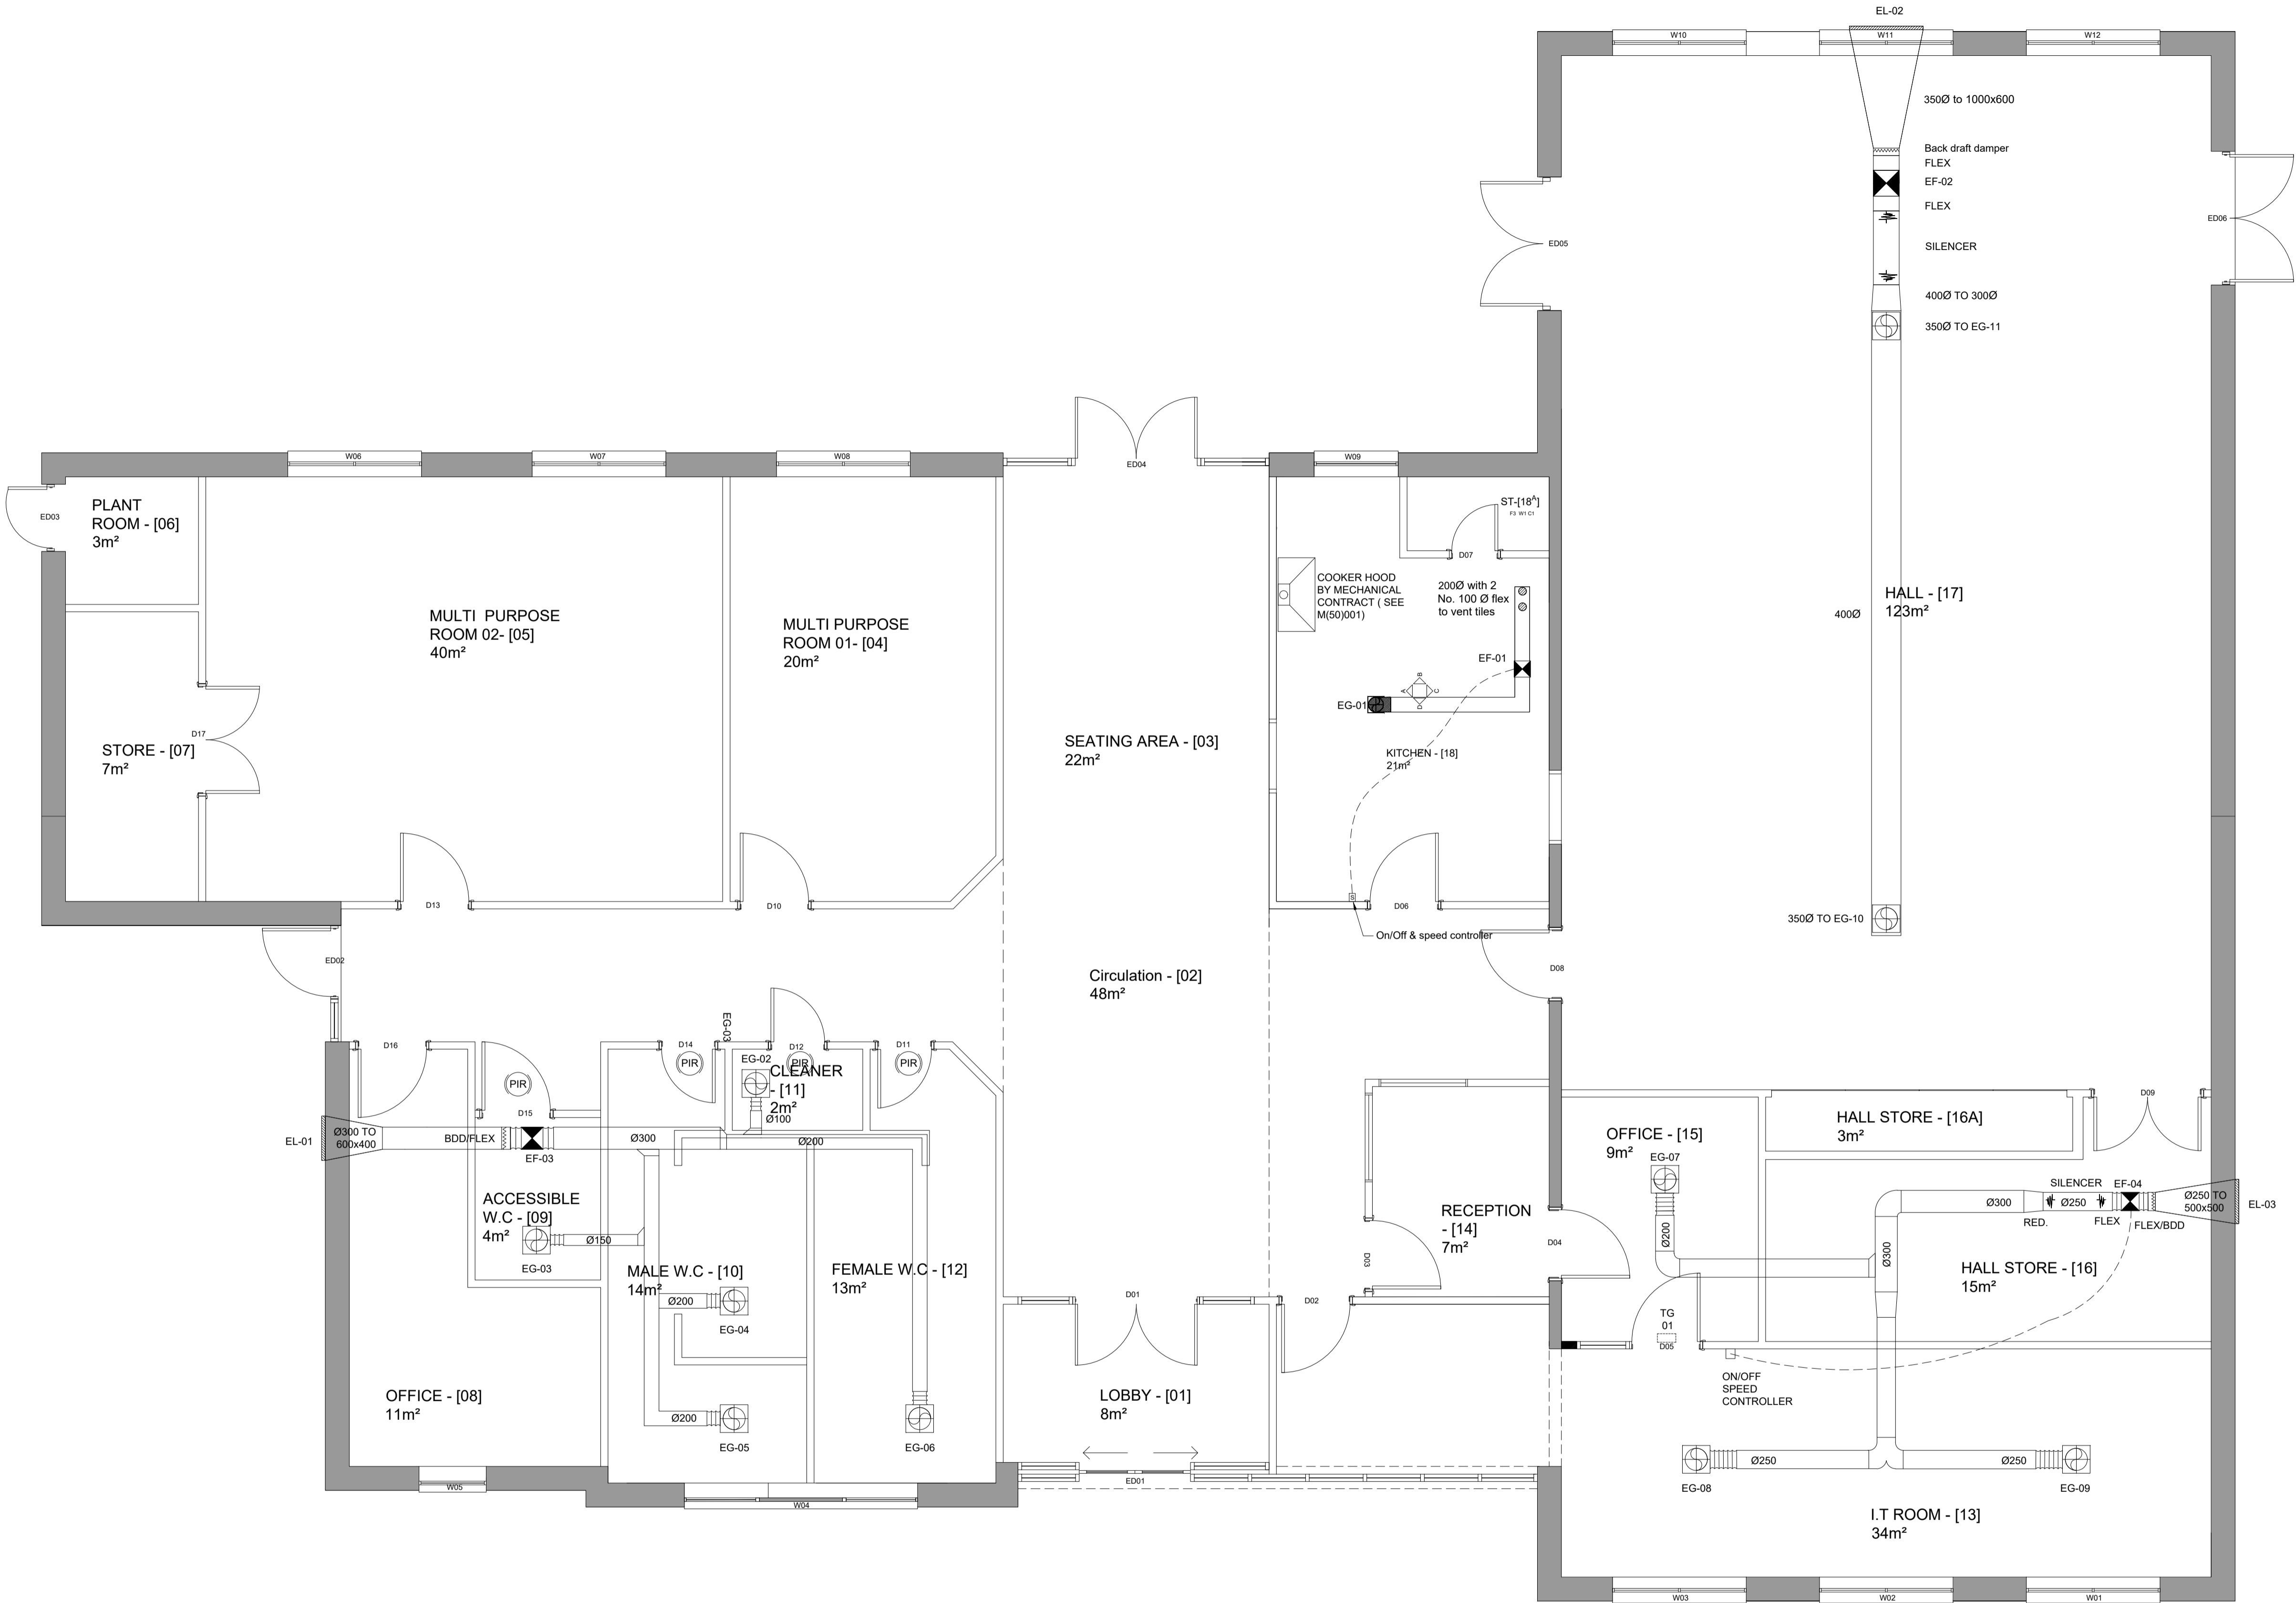 EL-02
W10
W11
W12
350Ø to 1000x600
Back draft damper
FLEX
EF-02
FLEX
SILENCER
400Ø TO 300Ø
350Ø TO EG-11
ED05
ED06
W06
W07
W08
ED04
W09
ED03
PLANT
ROOM - [06]
3m²
ST-[18ᴬ]
F3 W1 C1
D07
COOKER HOOD
BY MECHANICAL
CONTRACT ( SEE
M(50)001)
200Ø with 2
No. 100 Ø flex
to vent tiles
MULTI PURPOSE
ROOM 02- [05]
40m²
MULTI PURPOSE
ROOM 01- [04]
20m²
HALL - [17]
123m²
400Ø
EF-01
A
B
C
D
EG-01
D17
STORE - [07]
7m²
SEATING AREA - [03]
22m²
KITCHEN - [18]
21m²
S
D13
D10
D06
On/Off & speed controller
350Ø TO EG-10
ED02
D08
Circulation - [02]
48m²
EG-03
D16
D14
D12
D11
EG-02
PIR
PIR
PIR
PIR
CLEANER
- [11]
2m²
Ø100
D15
D09
EL-01
Ø300 TO
600x400
BDD/FLEX
EF-03
Ø300
Ø200
HALL STORE - [16A]
3m²
OFFICE - [15]
9m²
EG-07
ACCESSIBLE
W.C - [09]
4m²
Ø150
EG-03
RECEPTION
- [14]
7m²
D03
D04
Ø200
Ø300
Ø300
RED.
SILENCER
Ø250
FLEX
EF-04
FLEX/BDD
Ø250 TO
500x500
EL-03
MALE W.C - [10]
14m²
FEMALE W.C - [12]
13m²
HALL STORE - [16]
15m²
Ø200
EG-04
D01
D02
TG
01
D05
ON/OFF
SPEED
CONTROLLER
OFFICE - [08]
11m²
LOBBY - [01]
8m²
Ø200
EG-05
EG-06
Ø250
Ø250
EG-08
EG-09
W05
W04
ED01
I.T ROOM - [13]
34m²
W03
W02
W01